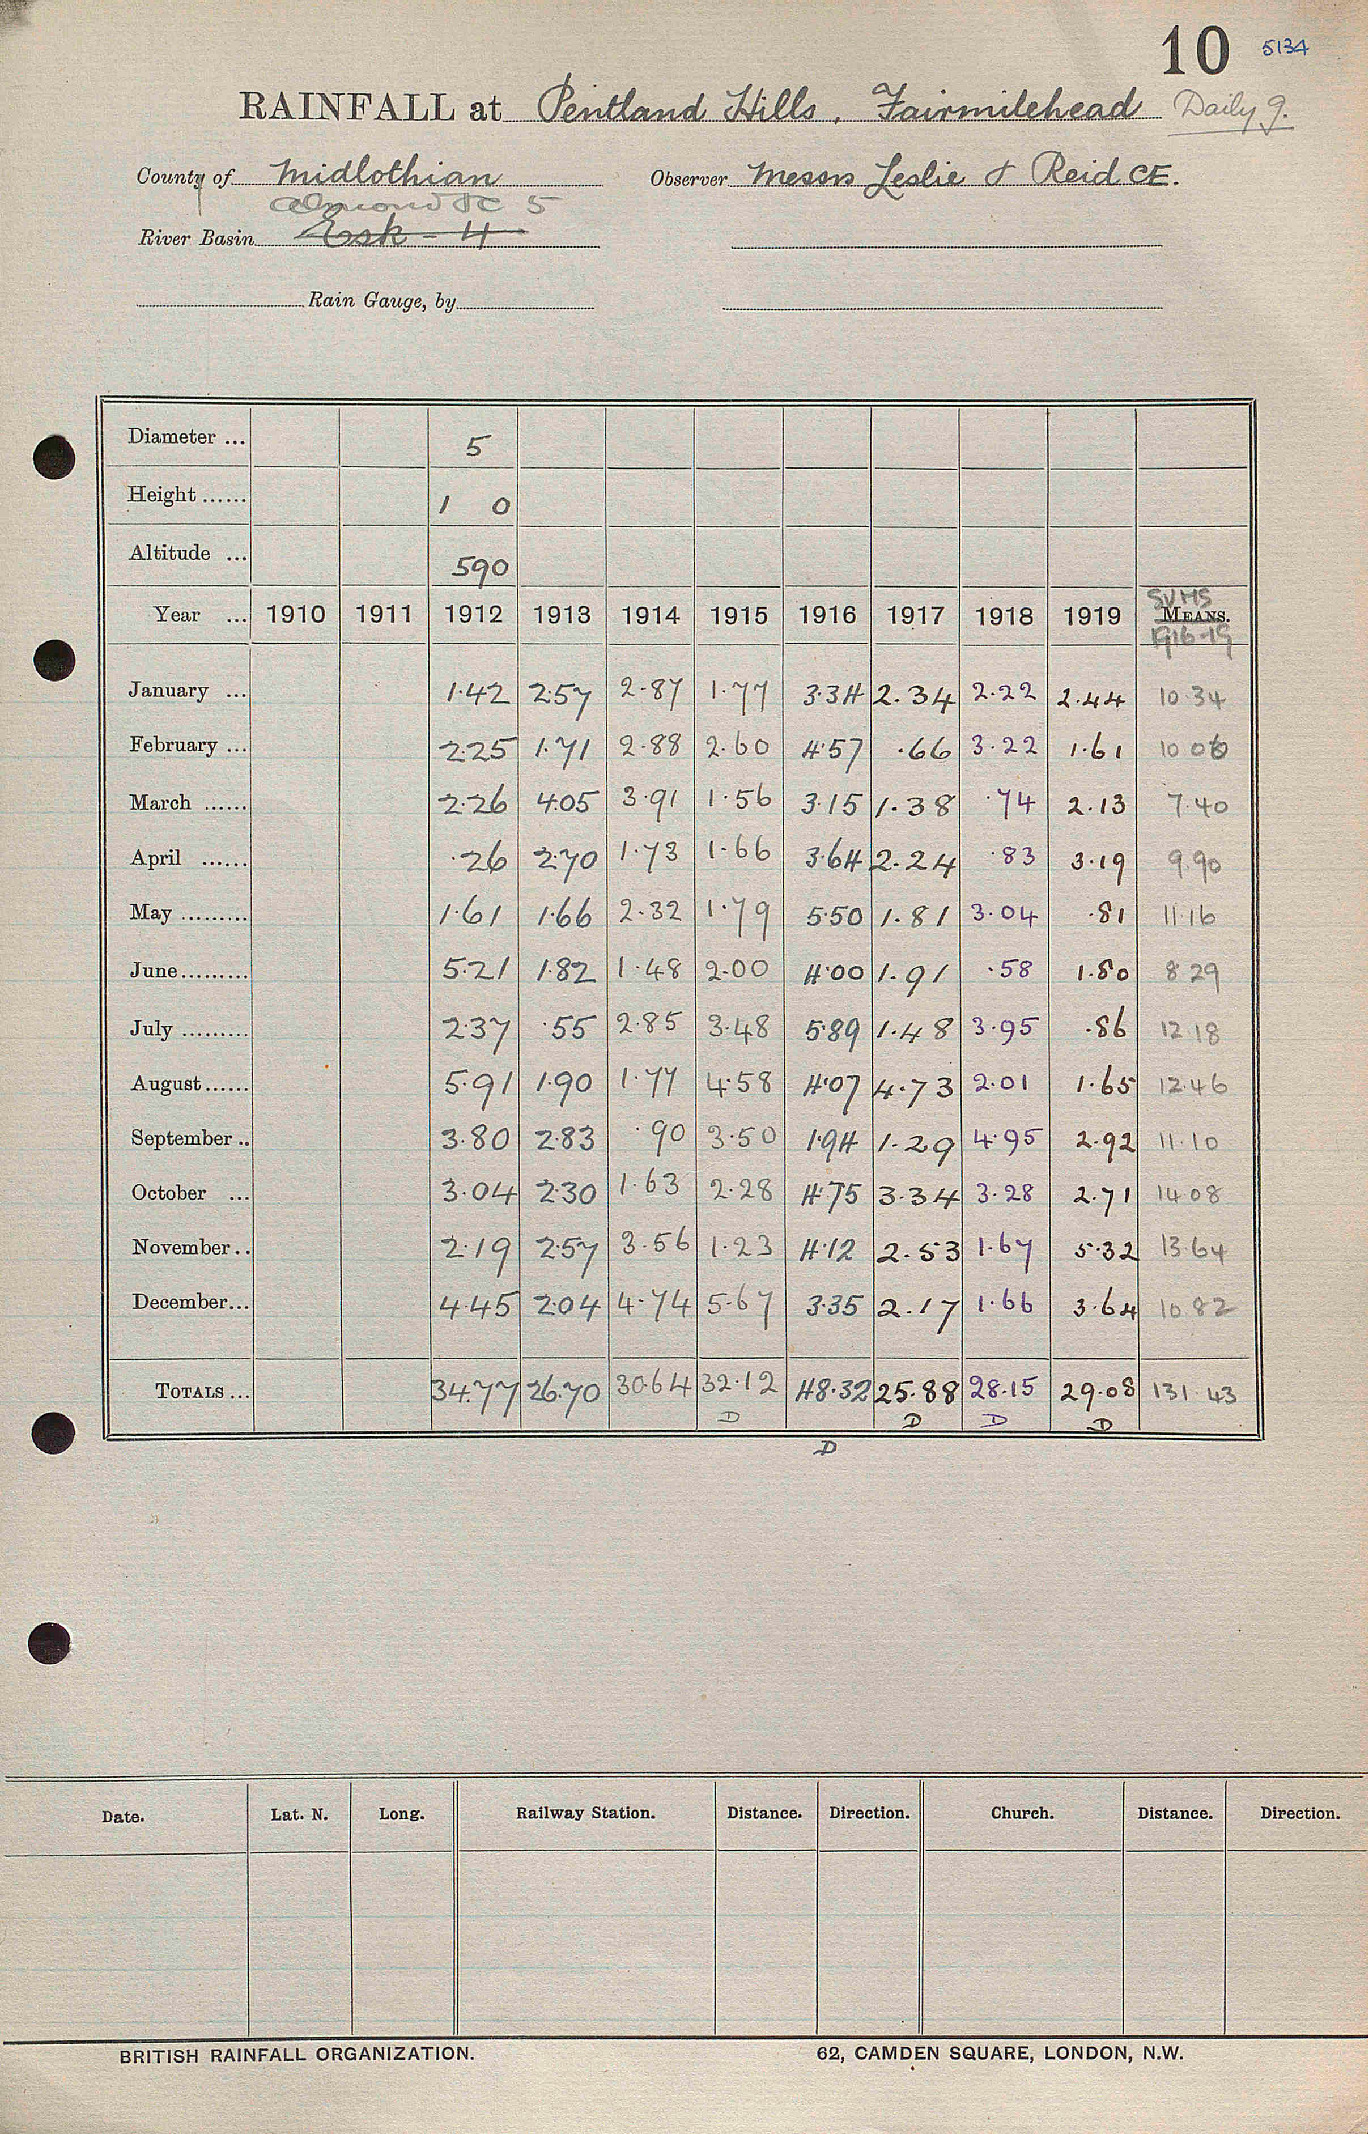 10 5134
RAINFALL at Pentland Hills, Fairmilehead Daily 9.
County of Midlothian Observer Messrs Leslie & Reid CE.
Almond &c 5
River Basin Esk - 4
Rain Gauge, by
Diameter ... 5
Height ...... 1 0
Altitude ... 590
SUMS
Year ... 1910 1911 1912 1913 1914 1915 1916 1917 1918 1919 MEANS.
1916-19
January ... 1.42 2.57 2.87 1.77 3.34 2.34 2.22 2.44 10.34
February ... 2.25 1.71 2.88 2.60 4.57 .66 3.22 1.61 10 06
March ...... 2.26 4.05 3.91 1.56 3.15 1.38 .74 2.13 7.40
April ...... .26 2.70 1.73 1.66 3.64 2.24 .83 3.19 9.90
May ......... 1.61 1.66 2.32 1.79 5.50 1.81 3.04 .81 11.16
June......... 5.21 1.82 1.48 2.00 4.00 1.91 .58 1.80 8 29
July ......... 2.37 .55 2.85 3.48 5.89 1.48 3.95 .86 12 18
August...... 5.91 1.90 1.77 4.58 4.07 4.73 2.01 1.65 12.46
September .. 3.80 2.83 .90 3.50 1.94 1.29 4.95 2.92 11.10
October ... 3.04 2.30 1.63 2.28 4.75 3.34 3.28 2.71 14 08
November .. 2.19 2.57 3.56 1.23 4.12 2.53 1.67 5.32 13.64
December... 4.45 2.04 4.74 5.67 3.35 2.17 1.66 3.64 10.82
TOTALS ... 34.77 26.70 30.64 32.12 48.32 25.88 28.15 29.08 131.43
D D D D
D
Date. Lat. N. Long. Railway Station. Distance. Direction. Church. Distance. Direction.
BRITISH RAINFALL ORGANIZATION. 62, CAMDEN SQUARE, LONDON, N.W.